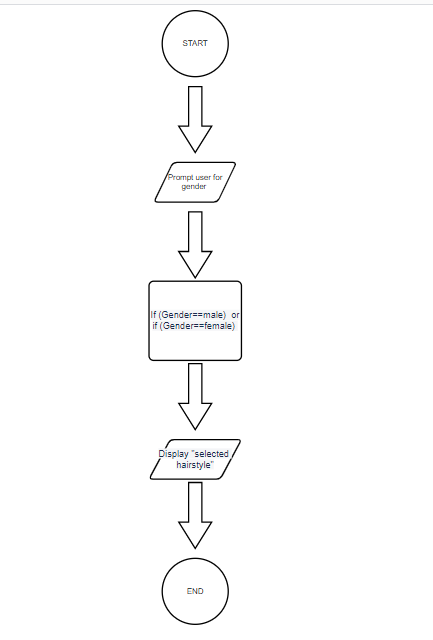 START
Prompt user for
gender
If (Gender==male) or
if (Gender==female)
Display "selected
hairstyle"
END